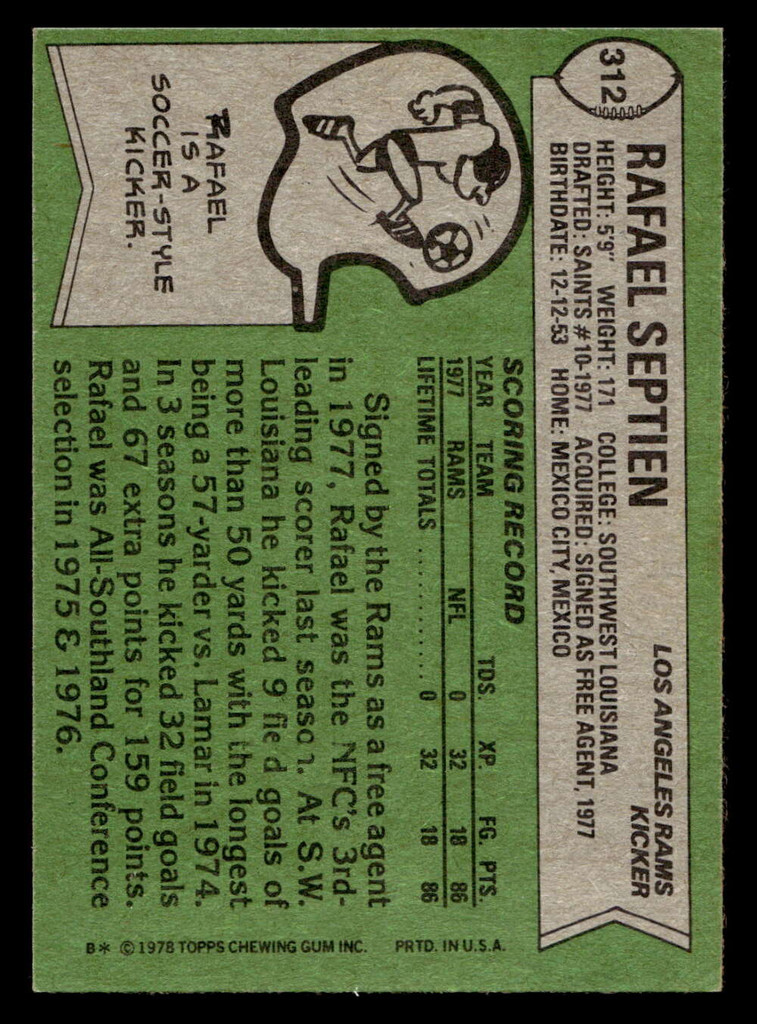 312
RAFAEL SEPTIEN
LOS ANGELES RAMS
KICKER
HEIGHT: 5'9" WEIGHT: 171 COLLEGE: SOUTHWEST LOUISIANA
DRAFTED: SAINTS #10-1977 ACQUIRED: SIGNED AS FREE AGENT, 1977
BIRTHDATE: 12-12-53 HOME: MEXICO CITY, MEXICO
RAFAEL
IS A
SOCCER-STYLE
KICKER.
SCORING RECORD
YEAR TEAM TDS. XP. FG. PTS.
1977 RAMS NFL 0 32 18 86
LIFETIME TOTALS . . . . . . . . . . . 0 32 18 86
Signed by the Rams as a free agent
in 1977, Rafael was the NFC's 3rd-
leading scorer last season. At S.W.
Louisiana he kicked 9 field goals of
more than 50 yards with the longest
being a 57-yarder vs. Lamar in 1974.
In 3 seasons he kicked 32 field goals
and 67 extra points for 159 points.
Rafael was All-Southland Conference
selection in 1975 & 1976.
B* © 1978 TOPPS CHEWING GUM INC. PRTD. IN U.S.A.